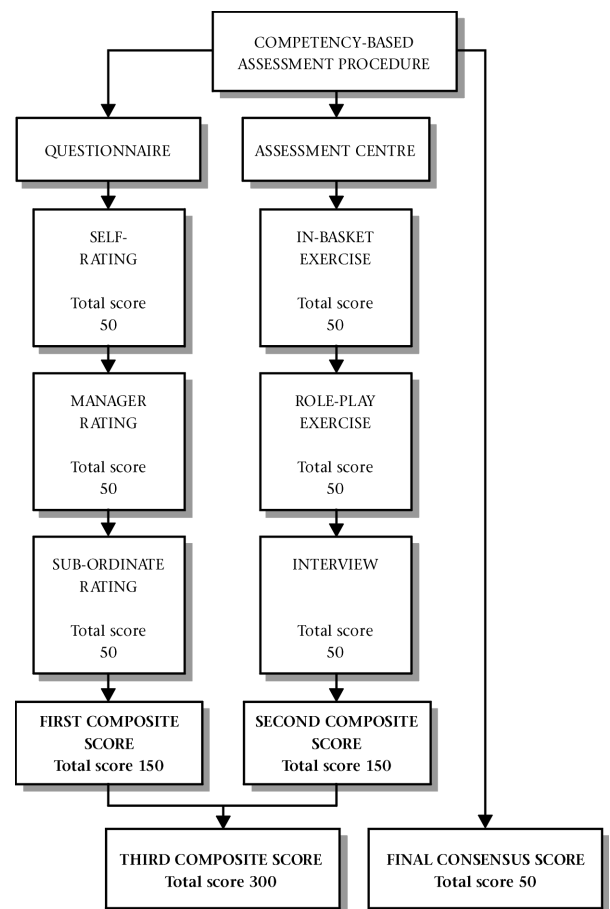 COMPETENCY-BASED
ASSESSMENT PROCEDURE
QUESTIONNAIRE
ASSESSMENT CENTRE
SELF-
RATING
Total score
50
IN-BASKET
EXERCISE
Total score
50
MANAGER
RATING
Total score
50
ROLE-PLAY
EXERCISE
Total score
50
SUB-ORDINATE
RATING
Total score
50
INTERVIEW
Total score
50
FIRST COMPOSITE
SCORE
Total score 150
SECOND COMPOSITE
SCORE
Total score 150
THIRD COMPOSITE SCORE
Total score 300
FINAL CONSENSUS SCORE
Total score 50